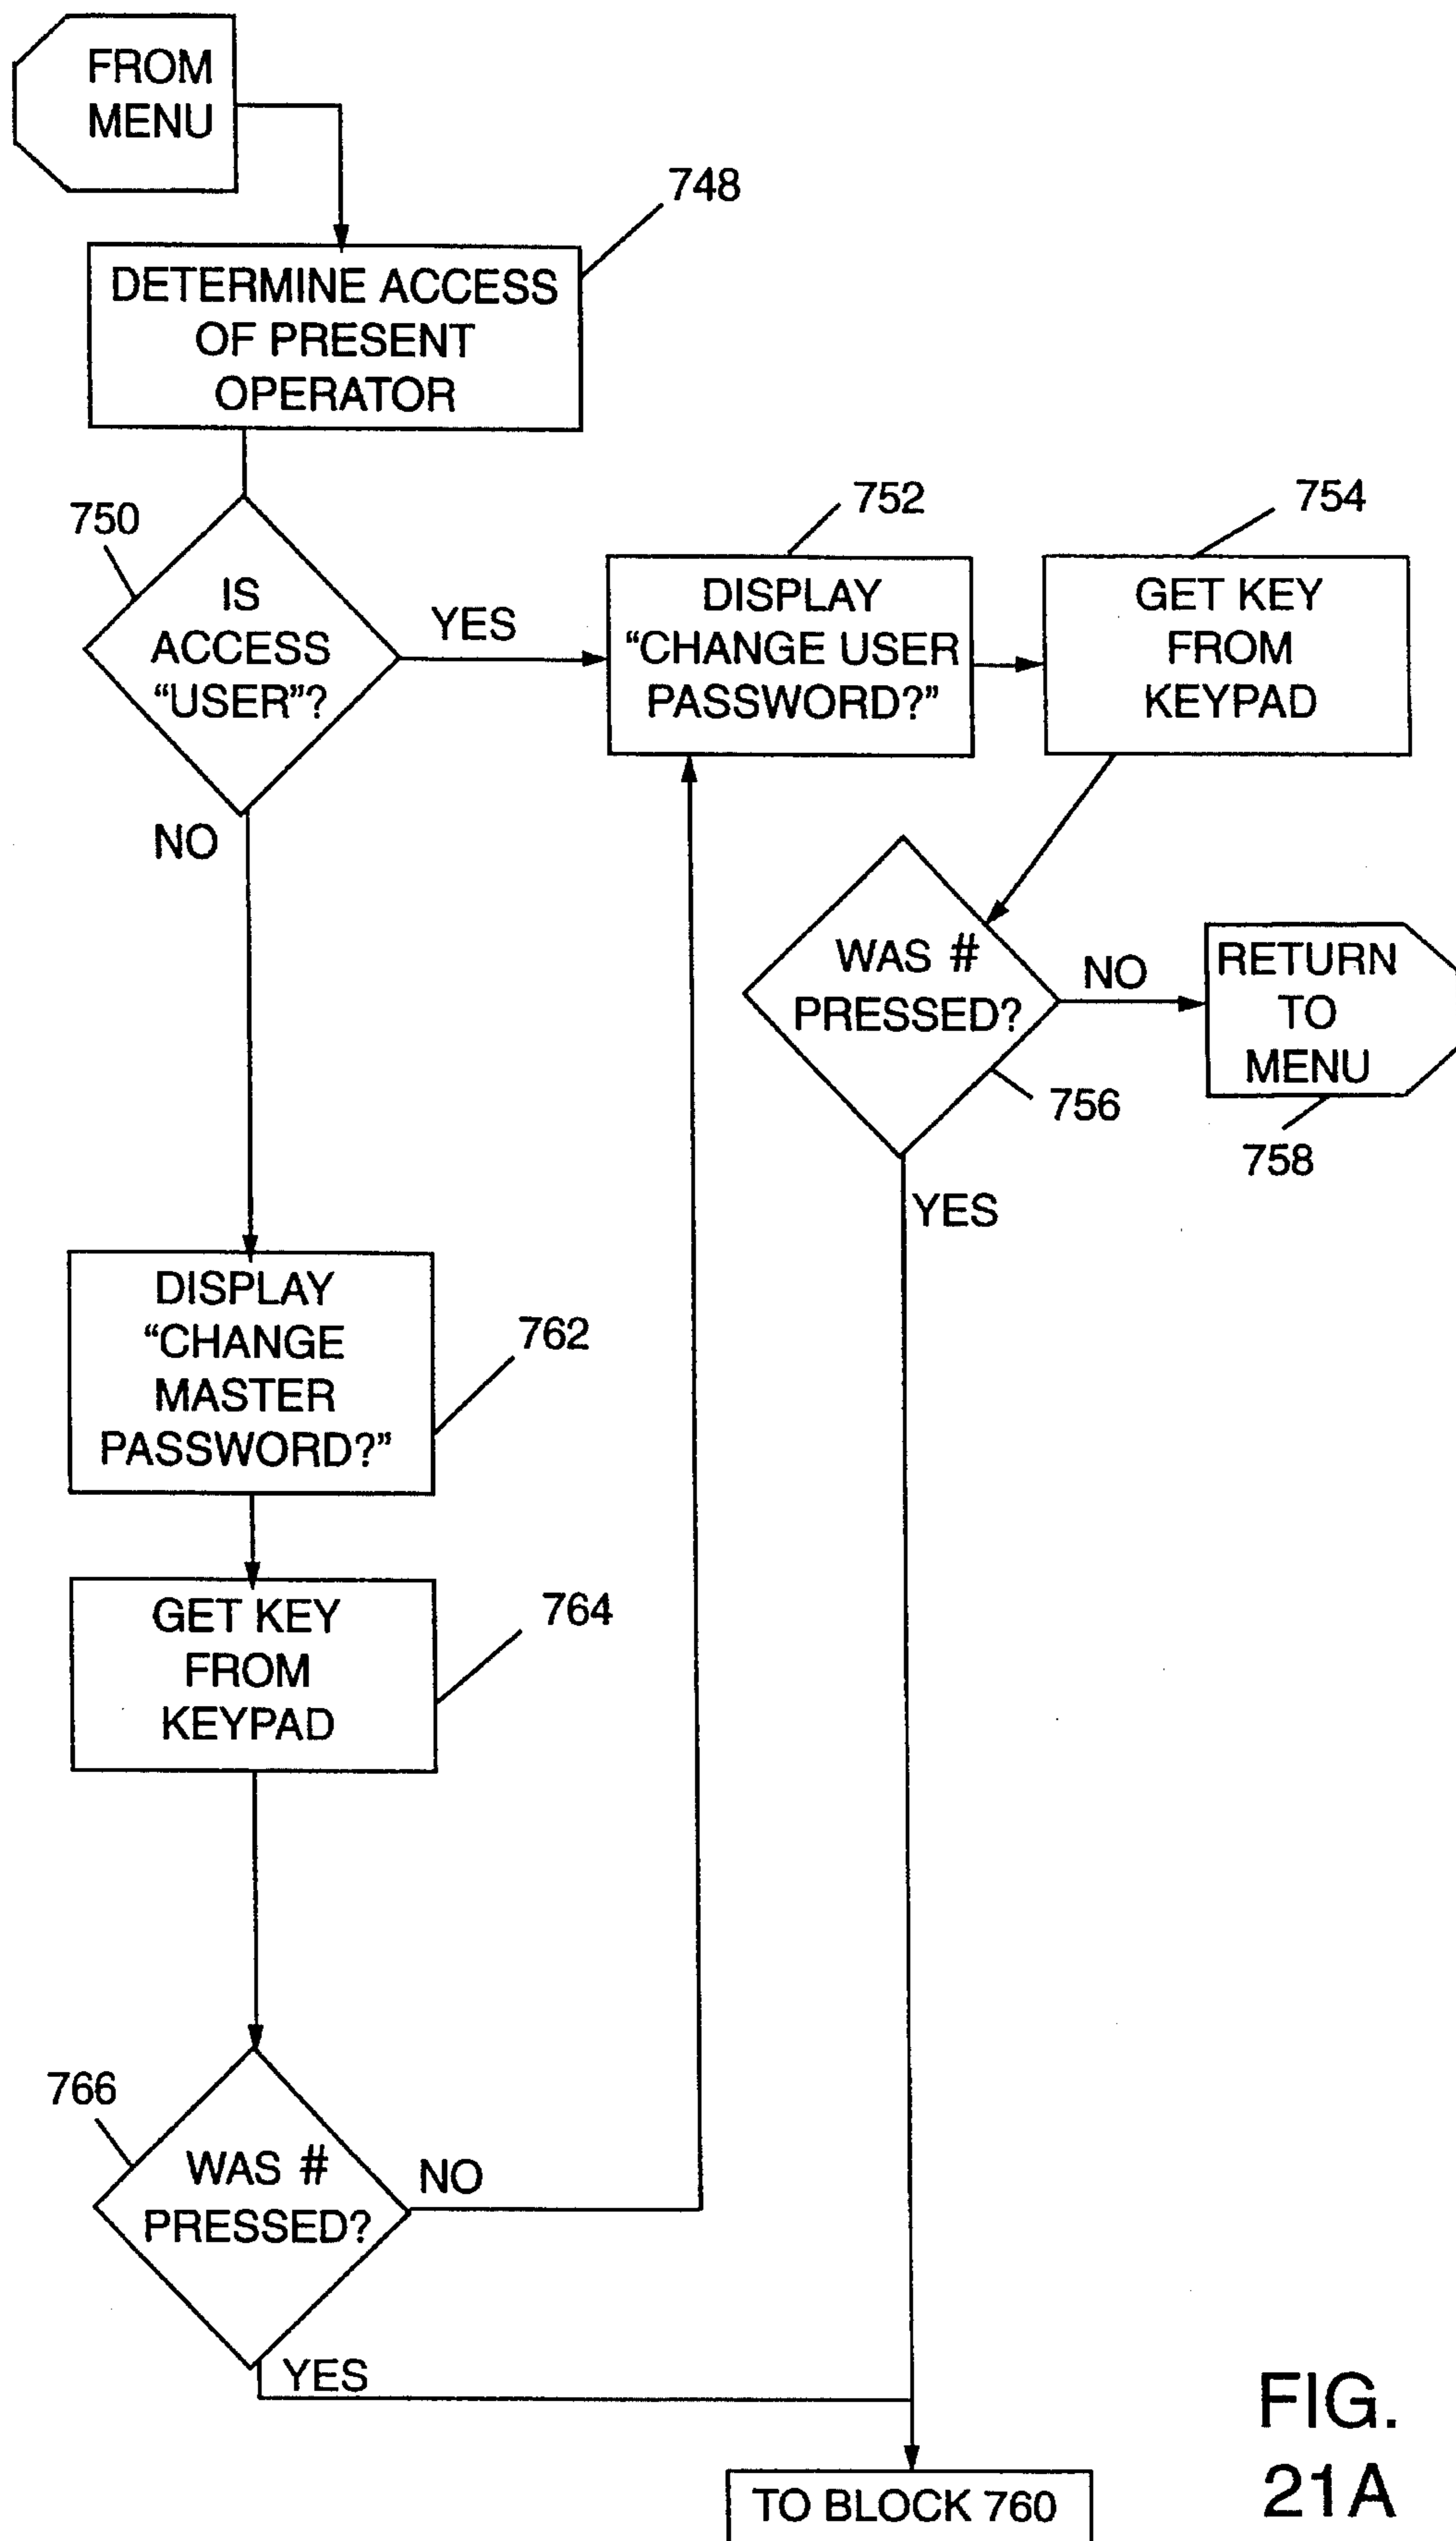 FROM
MENU
748
DETERMINE ACCESS
OF PRESENT
OPERATOR
750
IS
ACCESS
“USER”?
YES
NO
752
DISPLAY
“CHANGE USER
PASSWORD?”
754
GET KEY
FROM
KEYPAD
WAS #
PRESSED?
756
NO
RETURN
TO
MENU
758
YES
DISPLAY
“CHANGE
MASTER
PASSWORD?”
762
GET KEY
FROM
KEYPAD
764
766
WAS #
PRESSED?
NO
YES
TO BLOCK 760
FIG.
21A